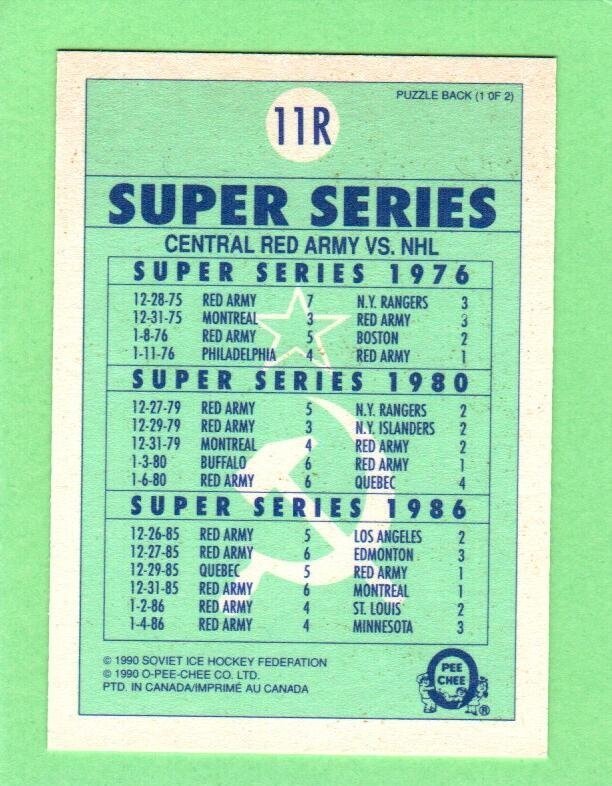 PUZZLE BACK (1 OF 2)
11R
SUPER SERIES
CENTRAL RED ARMY VS. NHL
SUPER SERIES 1976
12-28-75 RED ARMY 7 N.Y. RANGERS 3
12-31-75 MONTREAL 3 RED ARMY 3
1-8-76 RED ARMY 5 BOSTON 2
1-11-76 PHILADELPHIA 4 RED ARMY 1
SUPER SERIES 1980
12-27-79 RED ARMY 5 N.Y. RANGERS 2
12-29-79 RED ARMY 3 N.Y. ISLANDERS 2
12-31-79 MONTREAL 4 RED ARMY 2
1-3-80 BUFFALO 6 RED ARMY 1
1-6-80 RED ARMY 6 QUEBEC 4
SUPER SERIES 1986
12-26-85 RED ARMY 5 LOS ANGELES 2
12-27-85 RED ARMY 6 EDMONTON 3
12-29-85 QUEBEC 5 RED ARMY 1
12-31-85 RED ARMY 6 MONTREAL 1
1-2-86 RED ARMY 4 ST. LOUIS 2
1-4-86 RED ARMY 4 MINNESOTA 3
© 1990 SOVIET ICE HOCKEY FEDERATION
© 1990 O-PEE-CHEE CO. LTD.
PTD. IN CANADA/IMPRIMÉ AU CANADA
O
PEE
CHEE
®